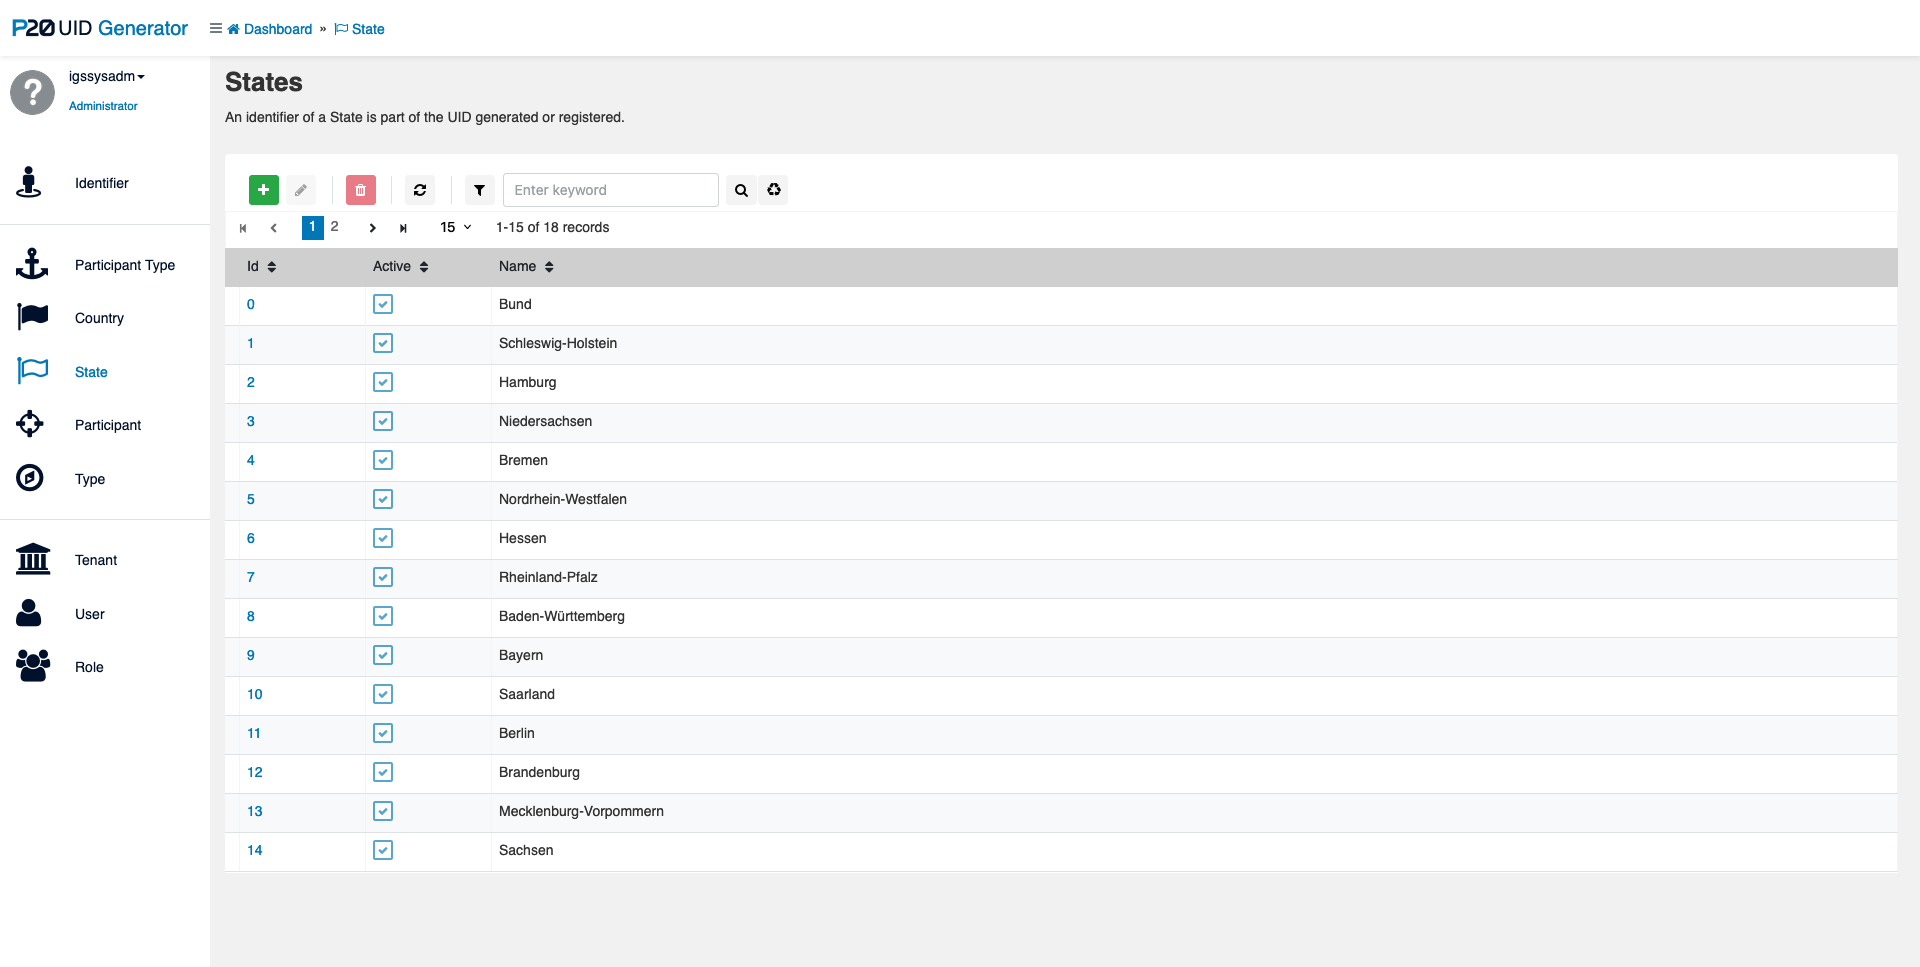 P20 UID Generator
Dashboard » State
igssysadm
Administrator
Identifier
Participant Type
Country
State
Participant
Type
Tenant
User
Role
States
An identifier of a State is part of the UID generated or registered.
Enter keyword
1 2 15 1-15 of 18 records
Id Active Name
0 Bund
1 Schleswig-Holstein
2 Hamburg
3 Niedersachsen
4 Bremen
5 Nordrhein-Westfalen
6 Hessen
7 Rheinland-Pfalz
8 Baden-Württemberg
9 Bayern
10 Saarland
11 Berlin
12 Brandenburg
13 Mecklenburg-Vorpommern
14 Sachsen